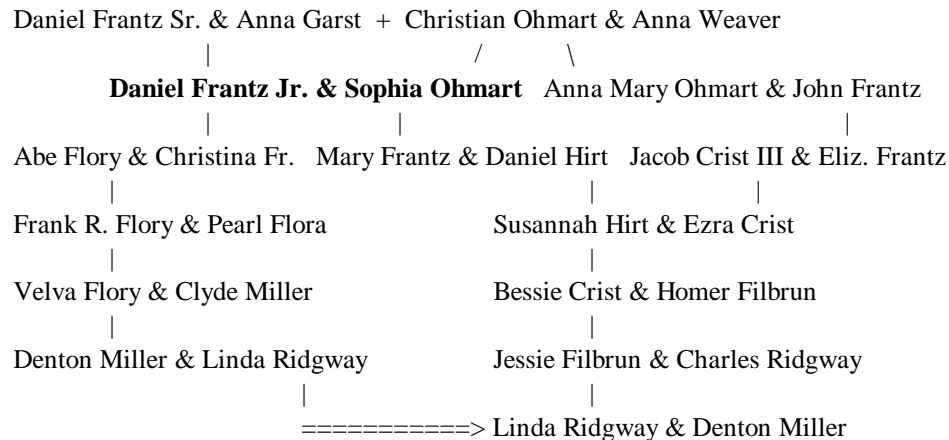 Daniel Frantz Sr. & Anna Garst + Christian Ohmart & Anna Weaver
| / \
Daniel Frantz Jr. & Sophia Ohmart Anna Mary Ohmart & John Frantz
| | |
Abe Flory & Christina Fr. Mary Frantz & Daniel Hirt Jacob Crist III & Eliz. Frantz
| | |
Frank R. Flory & Pearl Flora Susannah Hirt & Ezra Crist
| |
Velva Flory & Clyde Miller Bessie Crist & Homer Filbrun
| |
Denton Miller & Linda Ridgway Jessie Filbrun & Charles Ridgway
| |
===========> Linda Ridgway & Denton Miller